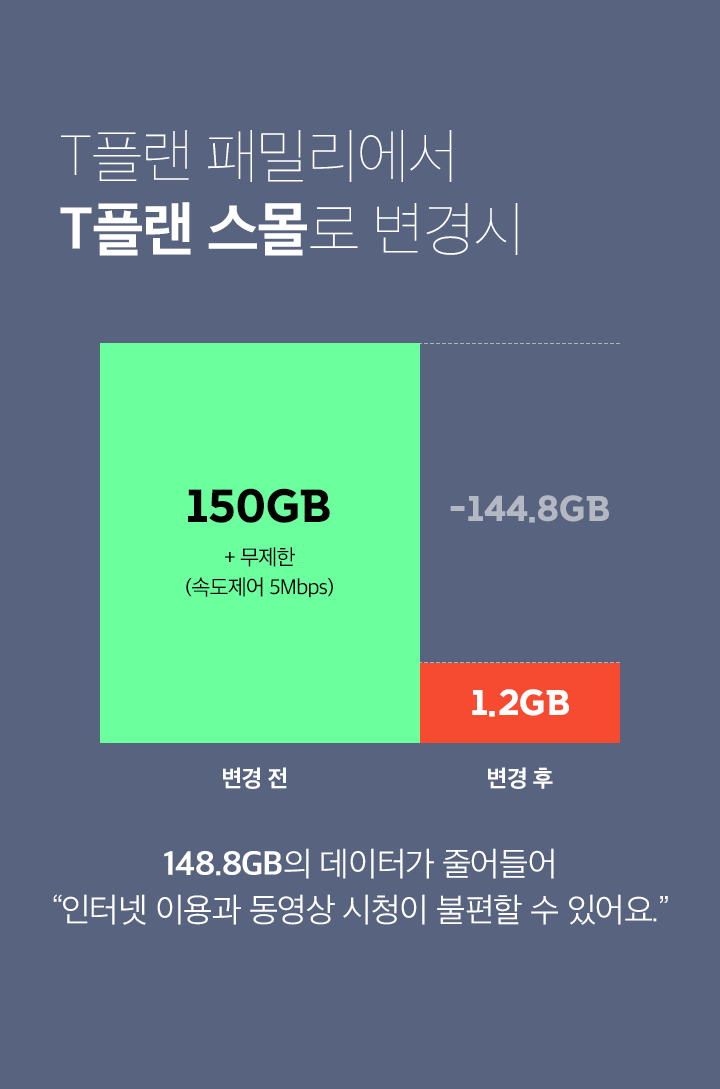 T플랜 패밀리에서
T플랜 스몰로 변경시
150GB
+ 무제한
(속도제어 5Mbps)
-144.8GB
1.2GB
변경 전
변경 후
148.8GB의 데이터가 줄어들어
“인터넷 이용과 동영상 시청이 불편할 수 있어요.”